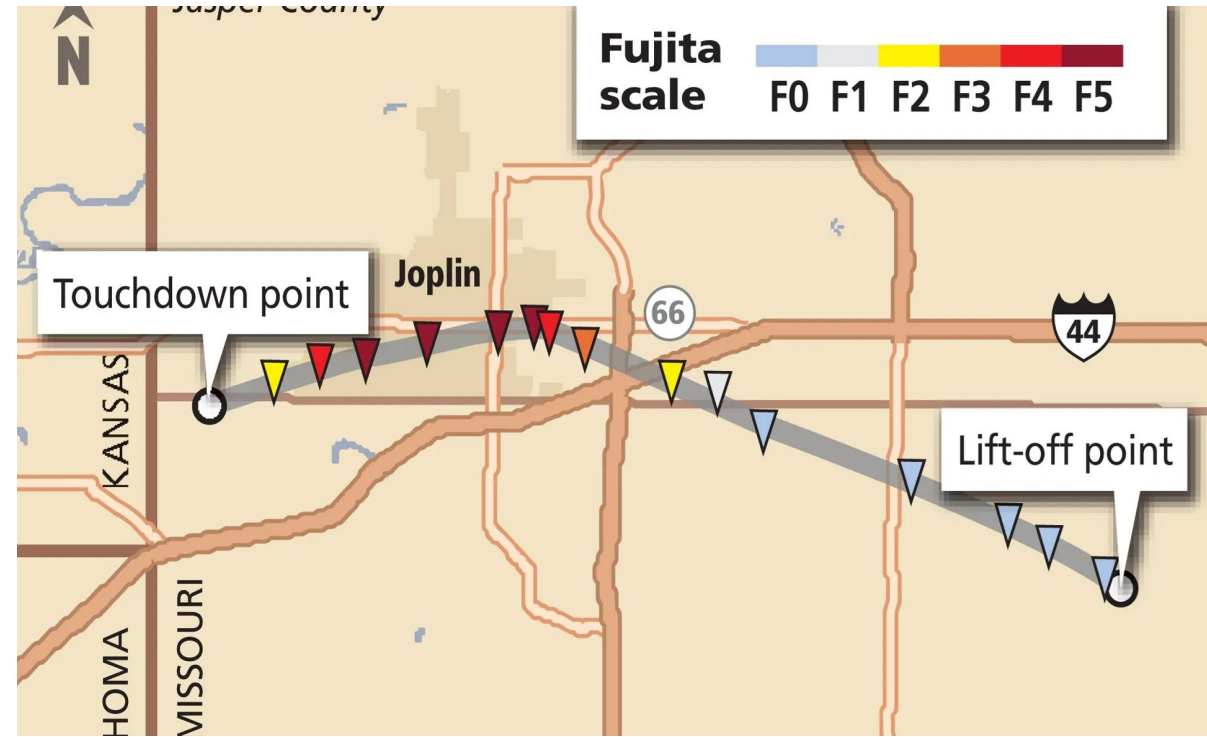 Jasper County
N
Fujita
scale
F0 F1 F2 F3 F4 F5
Touchdown point
Joplin
66
44
KANSAS
Lift-off point
HOMA
MISSOURI